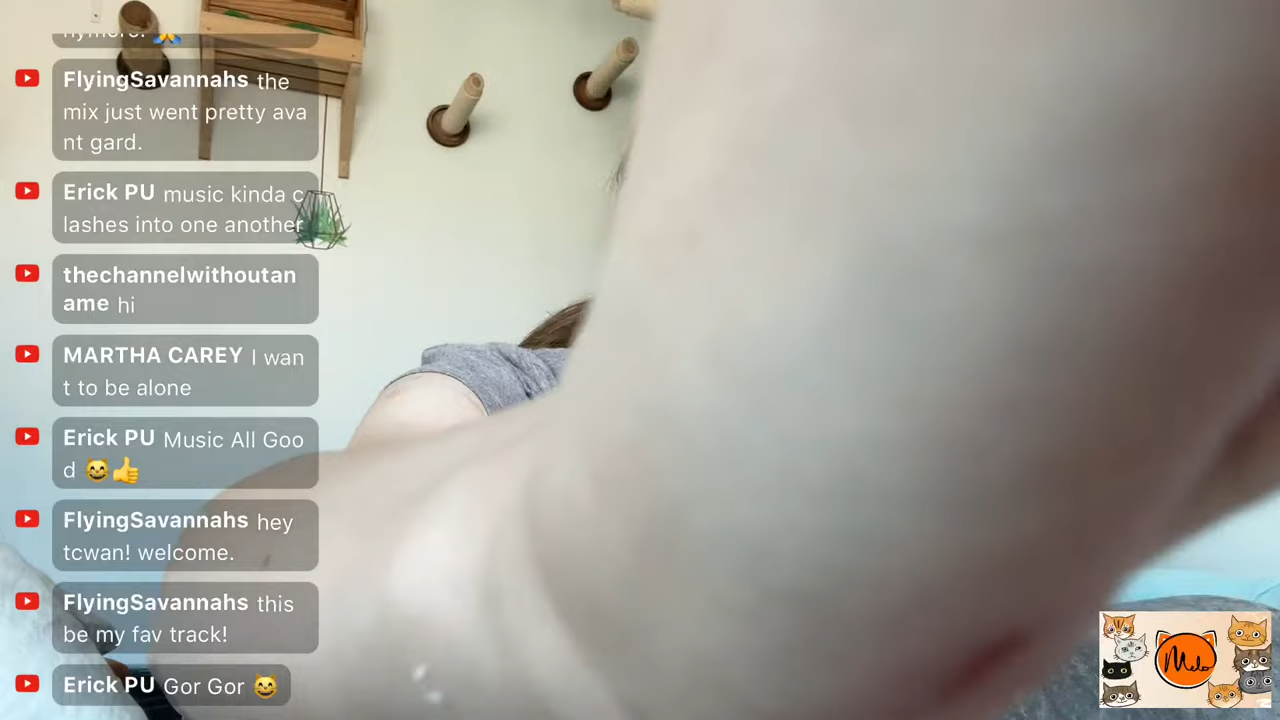 nymore! 🙏
FlyingSavannahs the
mix just went pretty ava
nt gard.
Erick PU music kinda c
lashes into one another
thechannelwithoutan
ame hi
MARTHA CAREY I wan
t to be alone
Erick PU Music All Goo
d 😸👍
FlyingSavannahs hey
tcwan! welcome.
FlyingSavannahs this
be my fav track!
Erick PU Gor Gor 😸
Melo